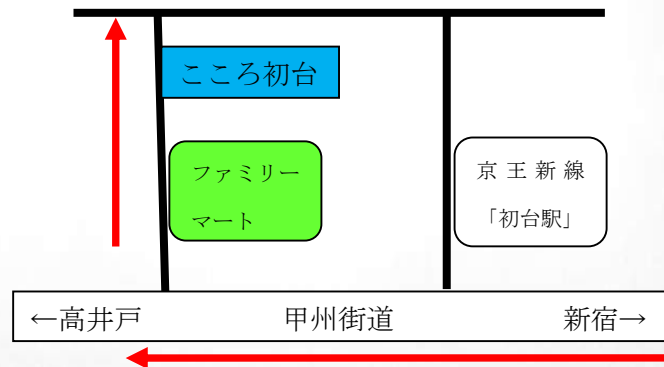 こころ初台
ファミリー
マート
京王新線
「初台駅」
←高井戸 甲州街道 新宿→